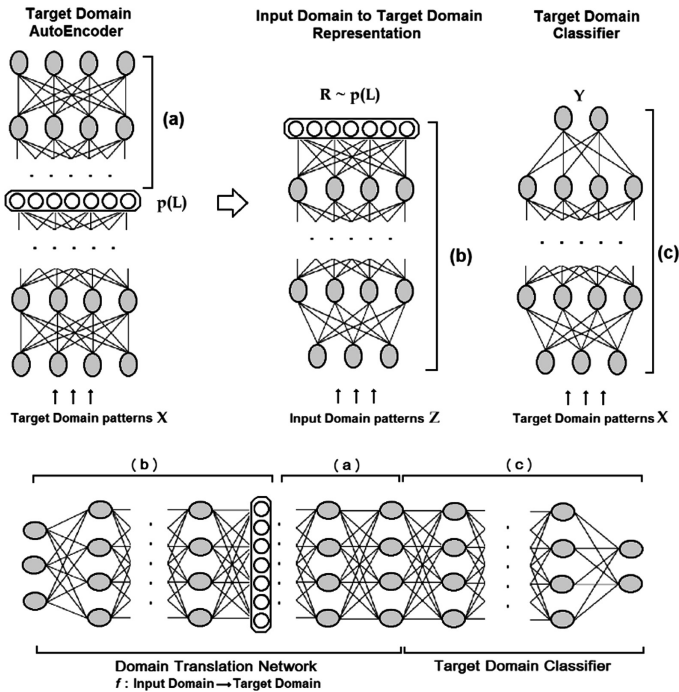 Target Domain
AutoEncoder
Input Domain to Target Domain
Representation
Target Domain
Classifier
R ~ p(L)
Y
(a)
p(L)
(b)
(c)
Target Domain patterns X
Input Domain patterns Z
Target Domain patterns X
(b)
(a)
(c)
Domain Translation Network
Target Domain Classifier
f : Input Domain → Target Domain